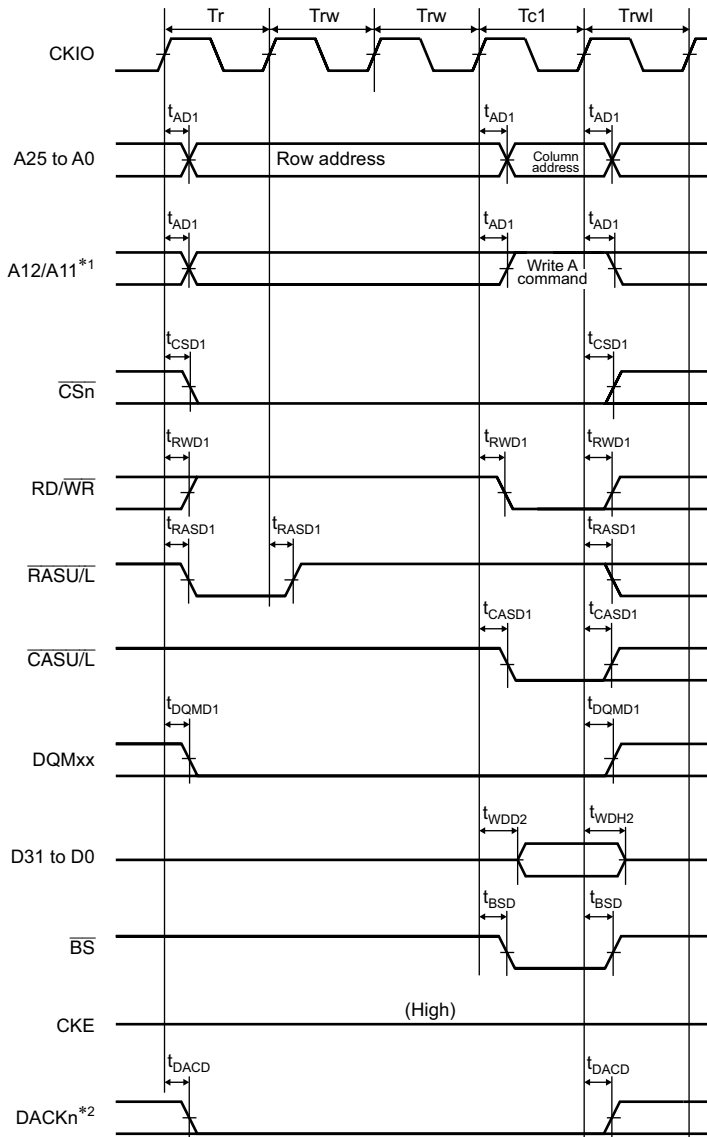 Tr Trw Trw Tc1 Trwl
CKIO
tAD1 tAD1 tAD1
A25 to A0 Row address Column address
tAD1 tAD1 tAD1
A12/A11*1 Write A command
tCSD1 tCSD1
CSn
tRWD1 tRWD1 tRWD1
RD/WR
tRASD1 tRASD1 tRASD1
RASU/L
tCASD1 tCASD1
CASU/L
tDQMD1 tDQMD1
DQMxx
tWDD2 tWDH2
D31 to D0
tBSD tBSD
BS
(High)
CKE
tDACD tDACD
DACKn*2